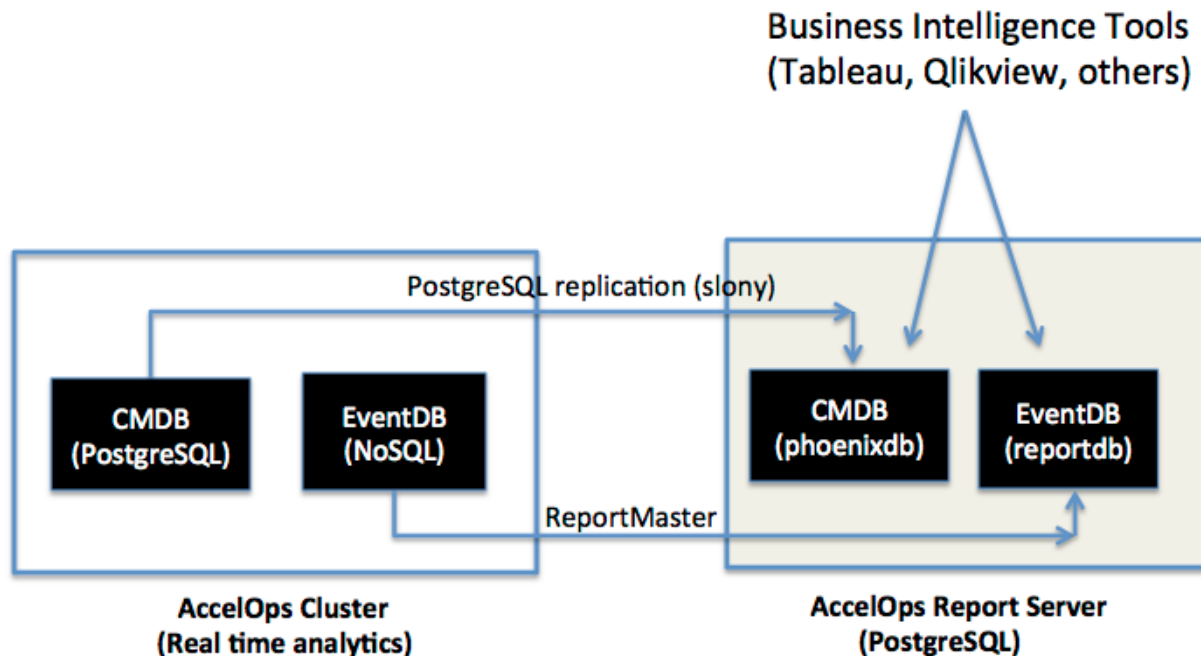 Business Intelligence Tools
(Tableau, Qlikview, others)
PostgreSQL replication (slony)
CMDB
(PostgreSQL)
EventDB
(NoSQL)
CMDB
(phoenixdb)
EventDB
(reportdb)
ReportMaster
AccelOps Cluster
(Real time analytics)
AccelOps Report Server
(PostgreSQL)